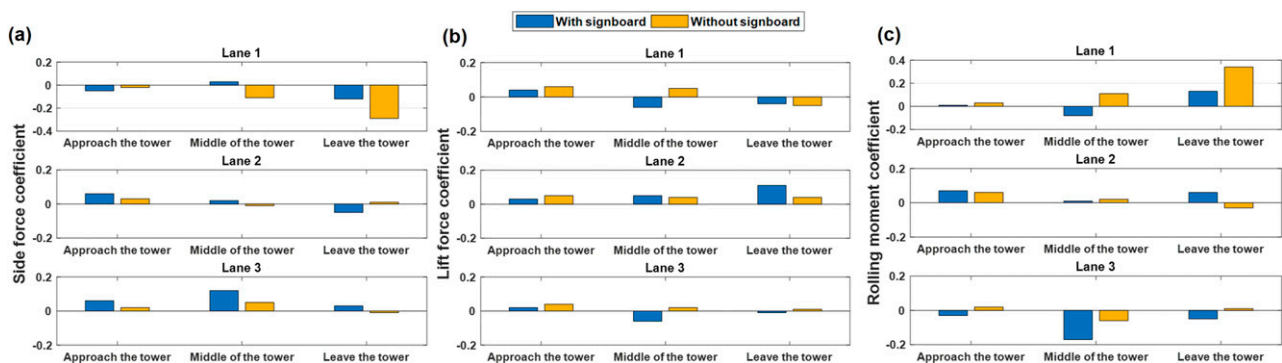 With signboard Without signboard
(a)
Side force coefficient
Lane 1
0.2
0
-0.2
-0.4
Approach the tower Middle of the tower Leave the tower
Lane 2
0.2
0
-0.2
Approach the tower Middle of the tower Leave the tower
Lane 3
0.2
0
-0.2
Approach the tower Middle of the tower Leave the tower
(b)
Lift force coefficient
Lane 1
0.2
0
-0.2
Approach the tower Middle of the tower Leave the tower
Lane 2
0.2
0
-0.2
Approach the tower Middle of the tower Leave the tower
Lane 3
0.2
0
-0.2
Approach the tower Middle of the tower Leave the tower
(c)
Rolling moment coefficient
Lane 1
0.4
0.2
0
-0.2
Approach the tower Middle of the tower Leave the tower
Lane 2
0.2
0
-0.2
Approach the tower Middle of the tower Leave the tower
Lane 3
0.2
0
-0.2
Approach the tower Middle of the tower Leave the tower